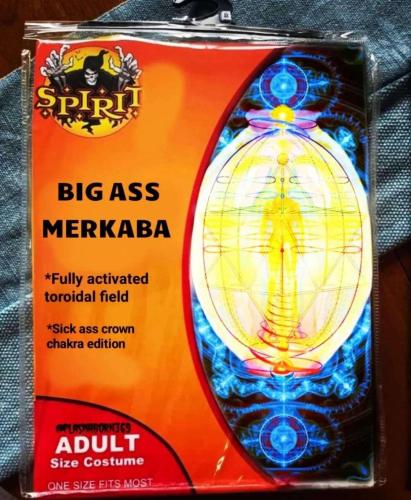 SPIRIT
BIG ASS
MERKABA
*Fully activated
toroidal field
*Sick ass crown
chakra edition
ADULT
Size Costume
ONE SIZE FITS MOST